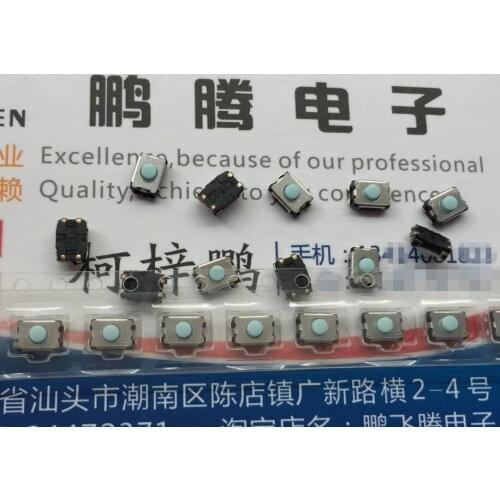 鹏腾电子
EN
业
Excellence,because of our professional
赖
Quality,
手机:
柯梓鹏
省汕头市潮南区陈店镇广新路横2-4号
淘宝店名:鹏飞腾电子